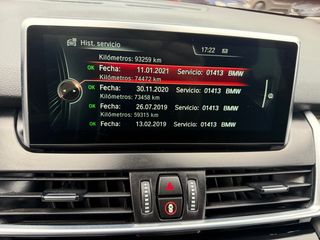 Hist. servicio
17:22
Kilómetros: 93259 km
OK Fecha: 11.01.2021 Servicio: 01413 BMW
Kilómetros: 74472 km
OK Fecha: 30.11.2020 Servicio: 01413 BMW
Kilómetros: 73458 km
OK Fecha: 26.07.2019 Servicio: 01413 BMW
Kilómetros: 59315 km
OK Fecha: 13.02.2019 Servicio: 01413 BMW